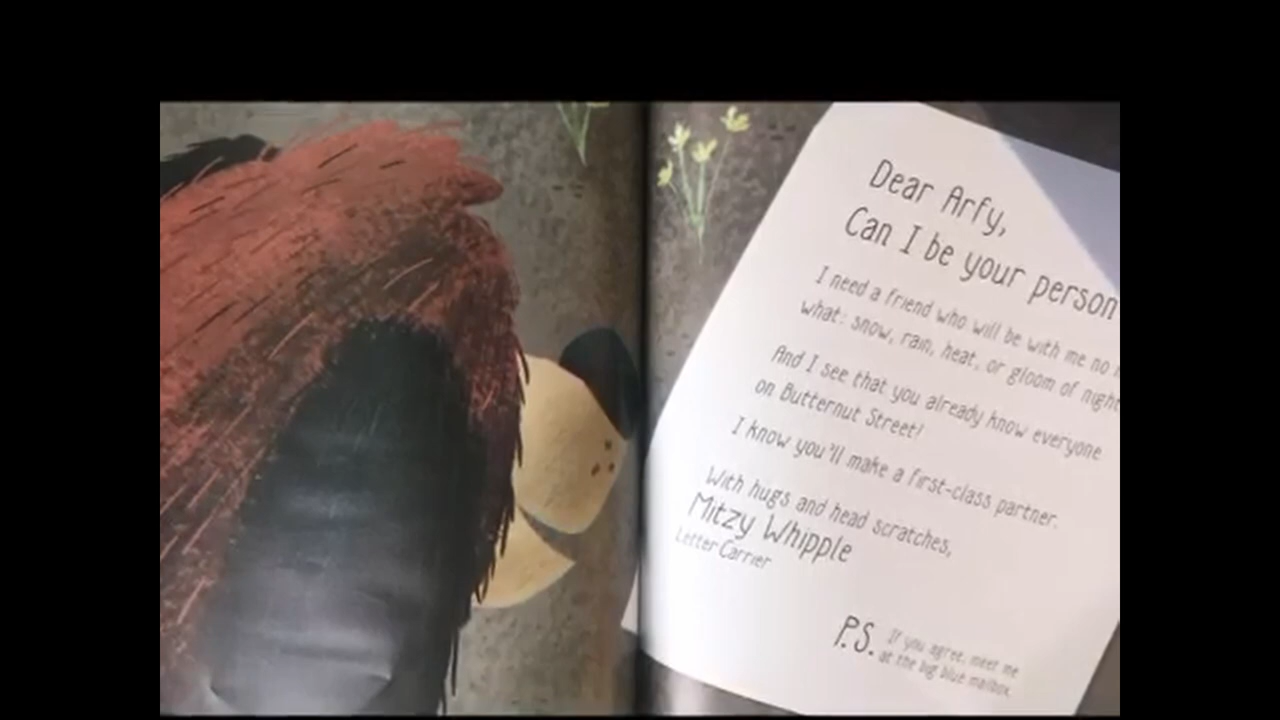 Dear Arfy,
Can I be your person
I need a friend who will be with me no
what: snow, rain, heat, or gloom of night
And I see that you already know everyone
on Butternut Street!
I know you'll make a first-class partner.
With hugs and head scratches,
Mitzy Whipple
Letter Carrier
P.S. If you agree, meet me
at the big blue mailbox.